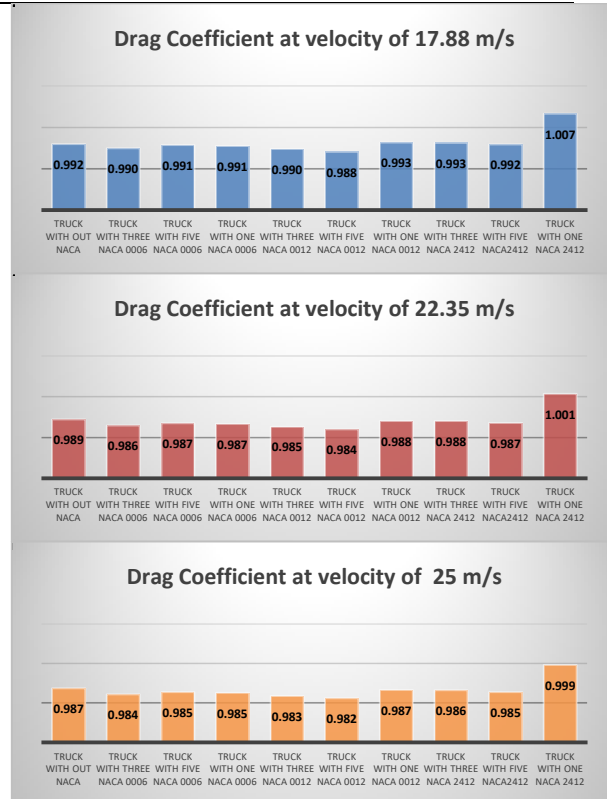 Drag Coefficient at velocity of 17.88 m/s
0.992 0.990 0.991 0.991 0.990 0.988 0.993 0.993 0.992 1.007
TRUCK TRUCK TRUCK TRUCK TRUCK TRUCK TRUCK TRUCK TRUCK TRUCK
WITH OUT WITH THREE WITH FIVE WITH ONE WITH THREE WITH FIVE WITH ONE WITH THREE WITH FIVE WITH ONE
NACA NACA 0006 NACA 0006 NACA 0006 NACA 0012 NACA 0012 NACA 0012 NACA 2412 NACA2412 NACA 2412
Drag Coefficient at velocity of 22.35 m/s
0.989 0.986 0.987 0.987 0.985 0.984 0.988 0.988 0.987 1.001
TRUCK TRUCK TRUCK TRUCK TRUCK TRUCK TRUCK TRUCK TRUCK TRUCK
WITH OUT WITH THREE WITH FIVE WITH ONE WITH THREE WITH FIVE WITH ONE WITH THREE WITH FIVE WITH ONE
NACA NACA 0006 NACA 0006 NACA 0006 NACA 0012 NACA 0012 NACA 0012 NACA 2412 NACA2412 NACA 2412
Drag Coefficient at velocity of 25 m/s
0.987 0.984 0.985 0.985 0.983 0.982 0.987 0.986 0.985 0.999
TRUCK TRUCK TRUCK TRUCK TRUCK TRUCK TRUCK TRUCK TRUCK TRUCK
WITH OUT WITH THREE WITH FIVE WITH ONE WITH THREE WITH FIVE WITH ONE WITH THREE WITH FIVE WITH ONE
NACA NACA 0006 NACA 0006 NACA 0006 NACA 0012 NACA 0012 NACA 0012 NACA 2412 NACA2412 NACA 2412